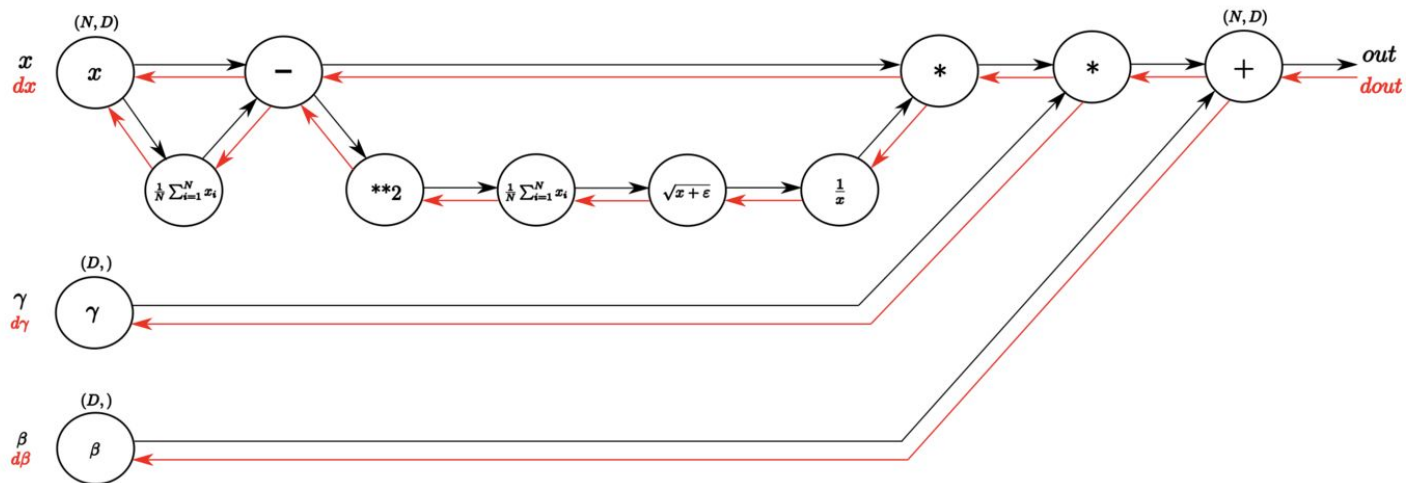 (N, D) (N, D)
x x − * * + out
dx dout
1/N ∑_{i=1}^{N} x_i **2 1/N ∑_{i=1}^{N} x_i √(x + ε) 1/x
(D,)
γ γ
dγ
(D,)
β β
dβ